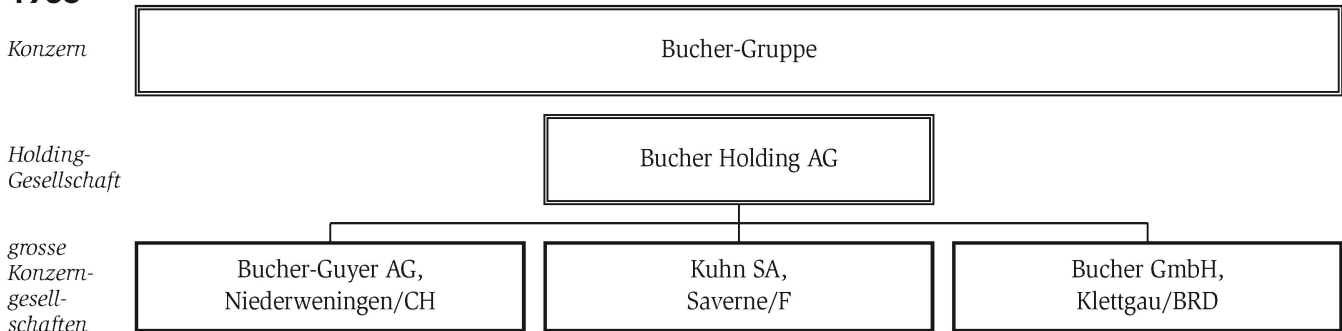 Konzern
Bucher-Gruppe
Holding-
Gesellschaft
Bucher Holding AG
grosse
Konzern-
gesell-
schaften
Bucher-Guyer AG,
Niederweningen/CH
Kuhn SA,
Saverne/F
Bucher GmbH,
Klettgau/BRD